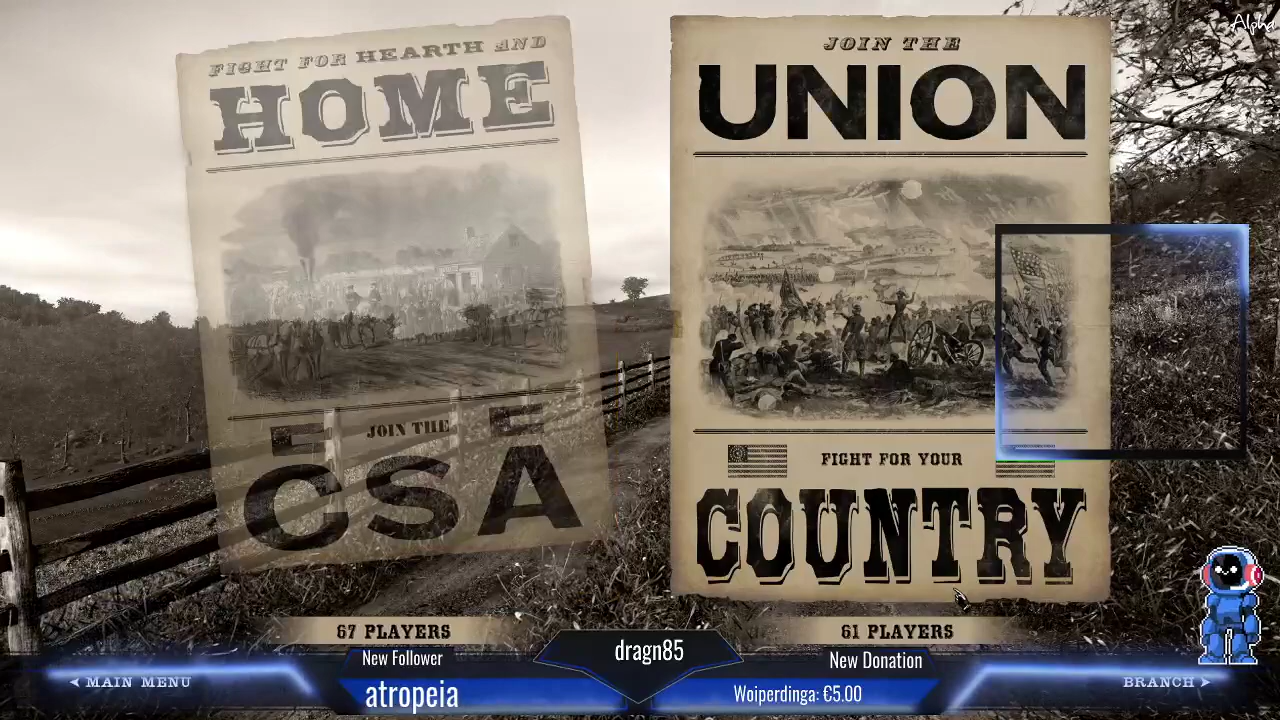 Alpha
FIGHT FOR HEARTH AND
HOME
JOIN THE
CSA
JOIN THE
UNION
FIGHT FOR YOUR
COUNTRY
67 PLAYERS
61 PLAYERS
New Follower
dragn85
New Donation
◄ MAIN MENU
atropeia
Woiperdinga: €5.00
BRANCH ►